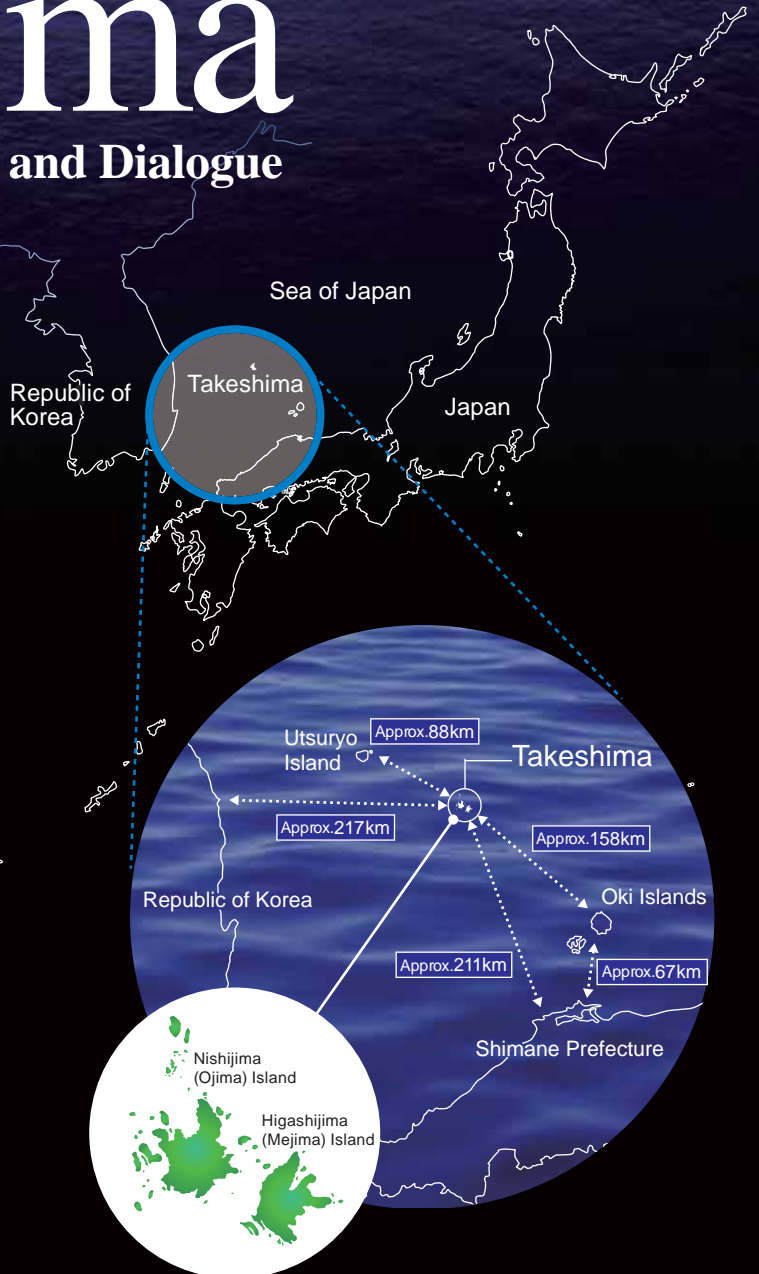 ma
and Dialogue
Sea of Japan
Republic of
Korea
Takeshima
Japan
Utsuryo
Island
Approx.88km
Takeshima
Approx.217km
Approx.158km
Republic of Korea
Oki Islands
Approx.211km
Approx.67km
Shimane Prefecture
Nishijima
(Ojima) Island
Higashijima
(Mejima) Island